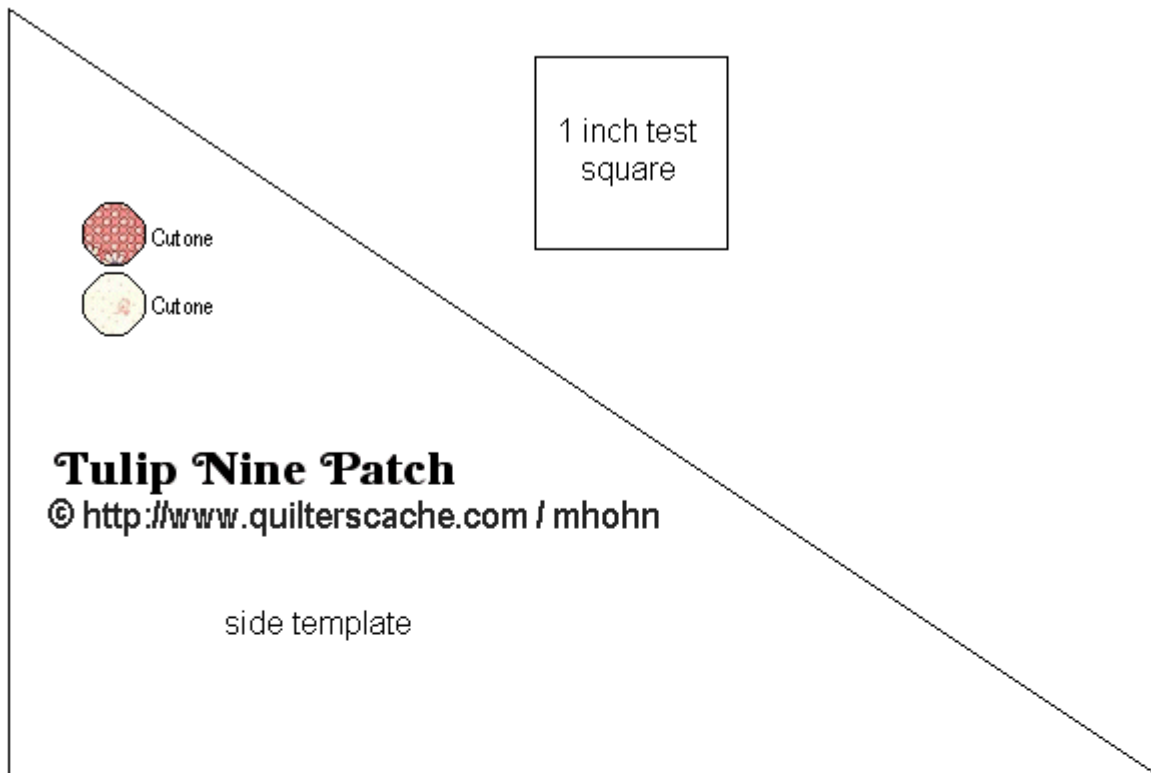 1 inch test
square
Cut one
Cut one
Tulip Nine Patch
© http://www.quilterscache.com / mhohn
side template